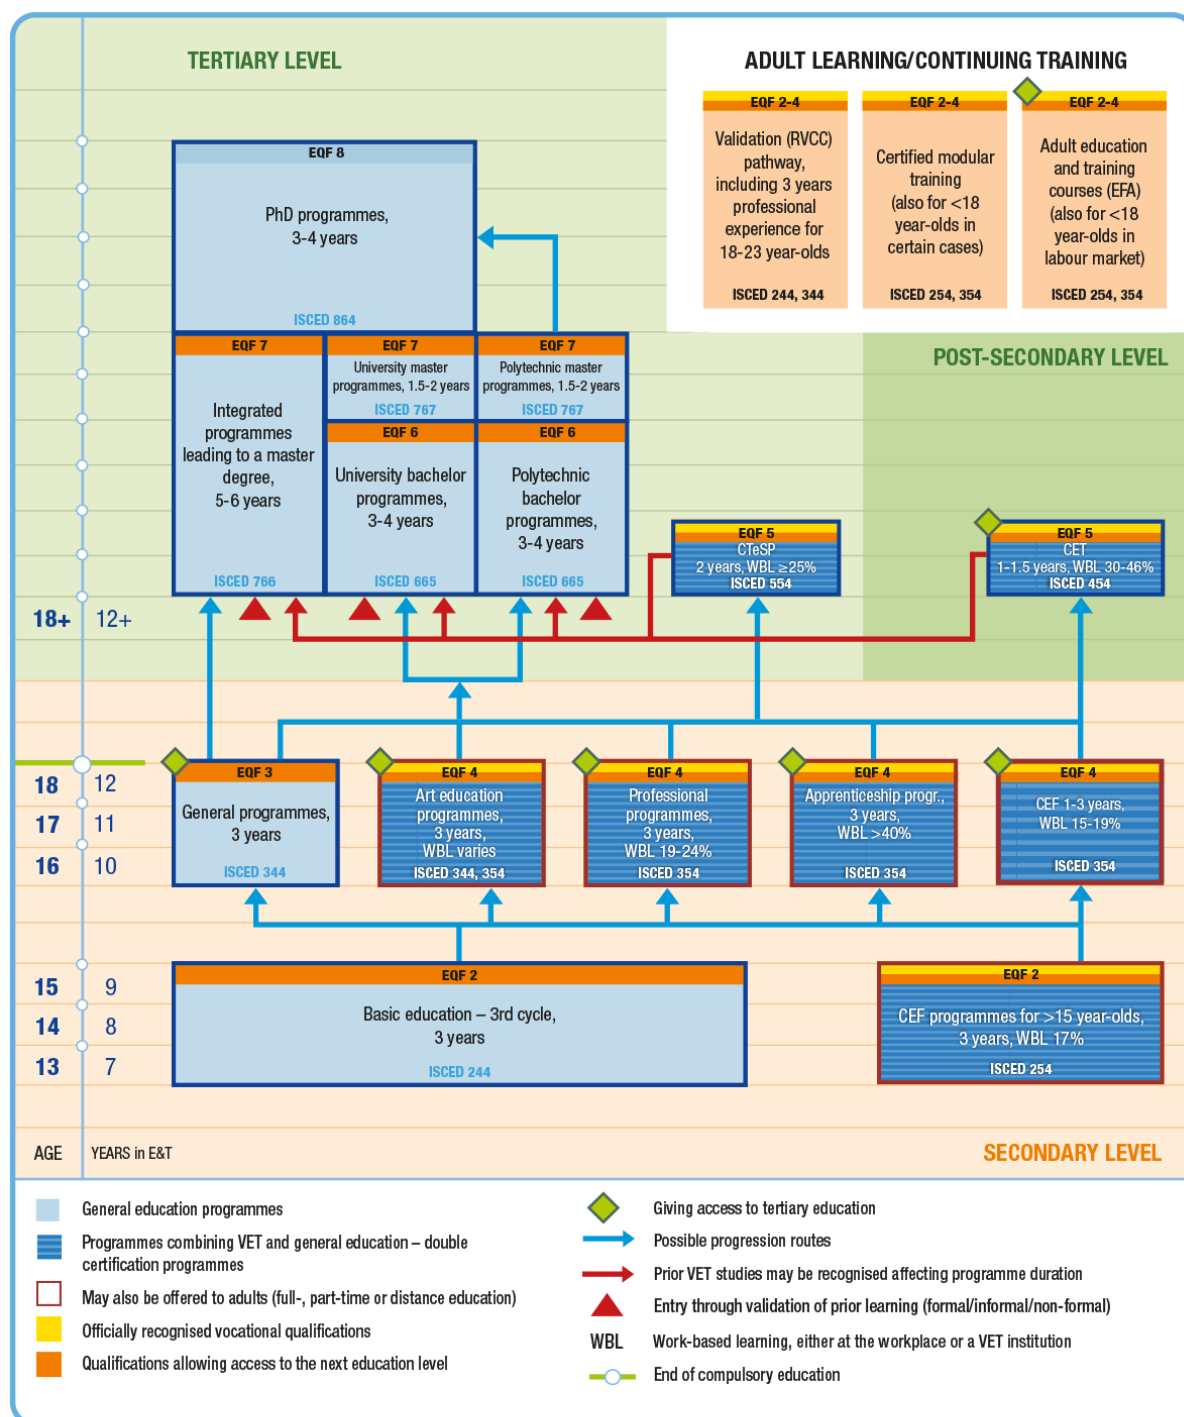 TERTIARY LEVEL
ADULT LEARNING/CONTINUING TRAINING
EQF 2-4
Validation (RVCC)
pathway,
including 3 years
professional
experience for
18-23 year-olds
ISCED 244, 344
EQF 2-4
Certified modular
training
(also for <18
year-olds in
certain cases)
ISCED 254, 354
EQF 2-4
Adult education
and training
courses (EFA)
(also for <18
year-olds in
labour market)
ISCED 254, 354
EQF 8
PhD programmes,
3-4 years
ISCED 864
POST-SECONDARY LEVEL
EQF 7
Integrated
programmes
leading to a master
degree,
5-6 years
ISCED 766
EQF 7
University master
programmes, 1.5-2 years
ISCED 767
EQF 7
Polytechnic master
programmes, 1.5-2 years
ISCED 767
EQF 6
University bachelor
programmes,
3-4 years
ISCED 665
EQF 6
Polytechnic
bachelor
programmes,
3-4 years
ISCED 665
EQF 5
CTeSP
2 years, WBL ≥25%
ISCED 554
EQF 5
CET
1-1.5 years, WBL 30-46%
ISCED 454
18+ 12+
EQF 3
General programmes,
3 years
ISCED 344
EQF 4
Art education
programmes,
3 years,
WBL varies
ISCED 344, 354
EQF 4
Professional
programmes,
3 years,
WBL 19-24%
ISCED 354
EQF 4
Apprenticeship progr.,
3 years,
WBL >40%
ISCED 354
EQF 4
CEF 1-3 years,
WBL 15-19%
ISCED 354
18 12
17 11
16 10
EQF 2
Basic education – 3rd cycle,
3 years
ISCED 244
EQF 2
CEF programmes for >15 year-olds,
3 years, WBL 17%
ISCED 254
15 9
14 8
13 7
AGE YEARS in E&T
SECONDARY LEVEL
General education programmes
Programmes combining VET and general education – double
certification programmes
May also be offered to adults (full-, part-time or distance education)
Officially recognised vocational qualifications
Qualifications allowing access to the next education level
Giving access to tertiary education
Possible progression routes
Prior VET studies may be recognised affecting programme duration
Entry through validation of prior learning (formal/informal/non-formal)
WBL Work-based learning, either at the workplace or a VET institution
End of compulsory education